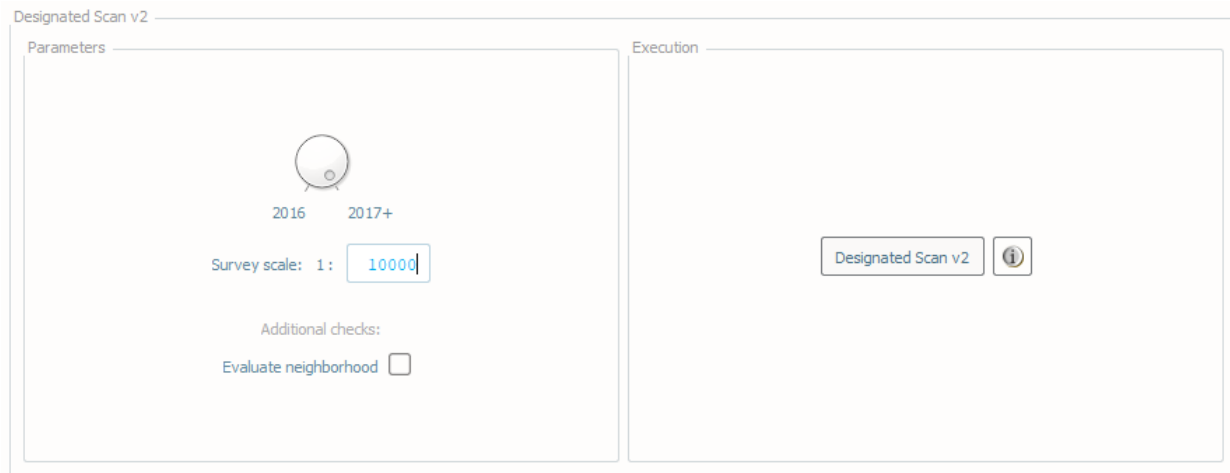 Designated Scan v2
Parameters
Execution
2016 2017+
Survey scale: 1: 10000
Designated Scan v2
Additional checks:
Evaluate neighborhood